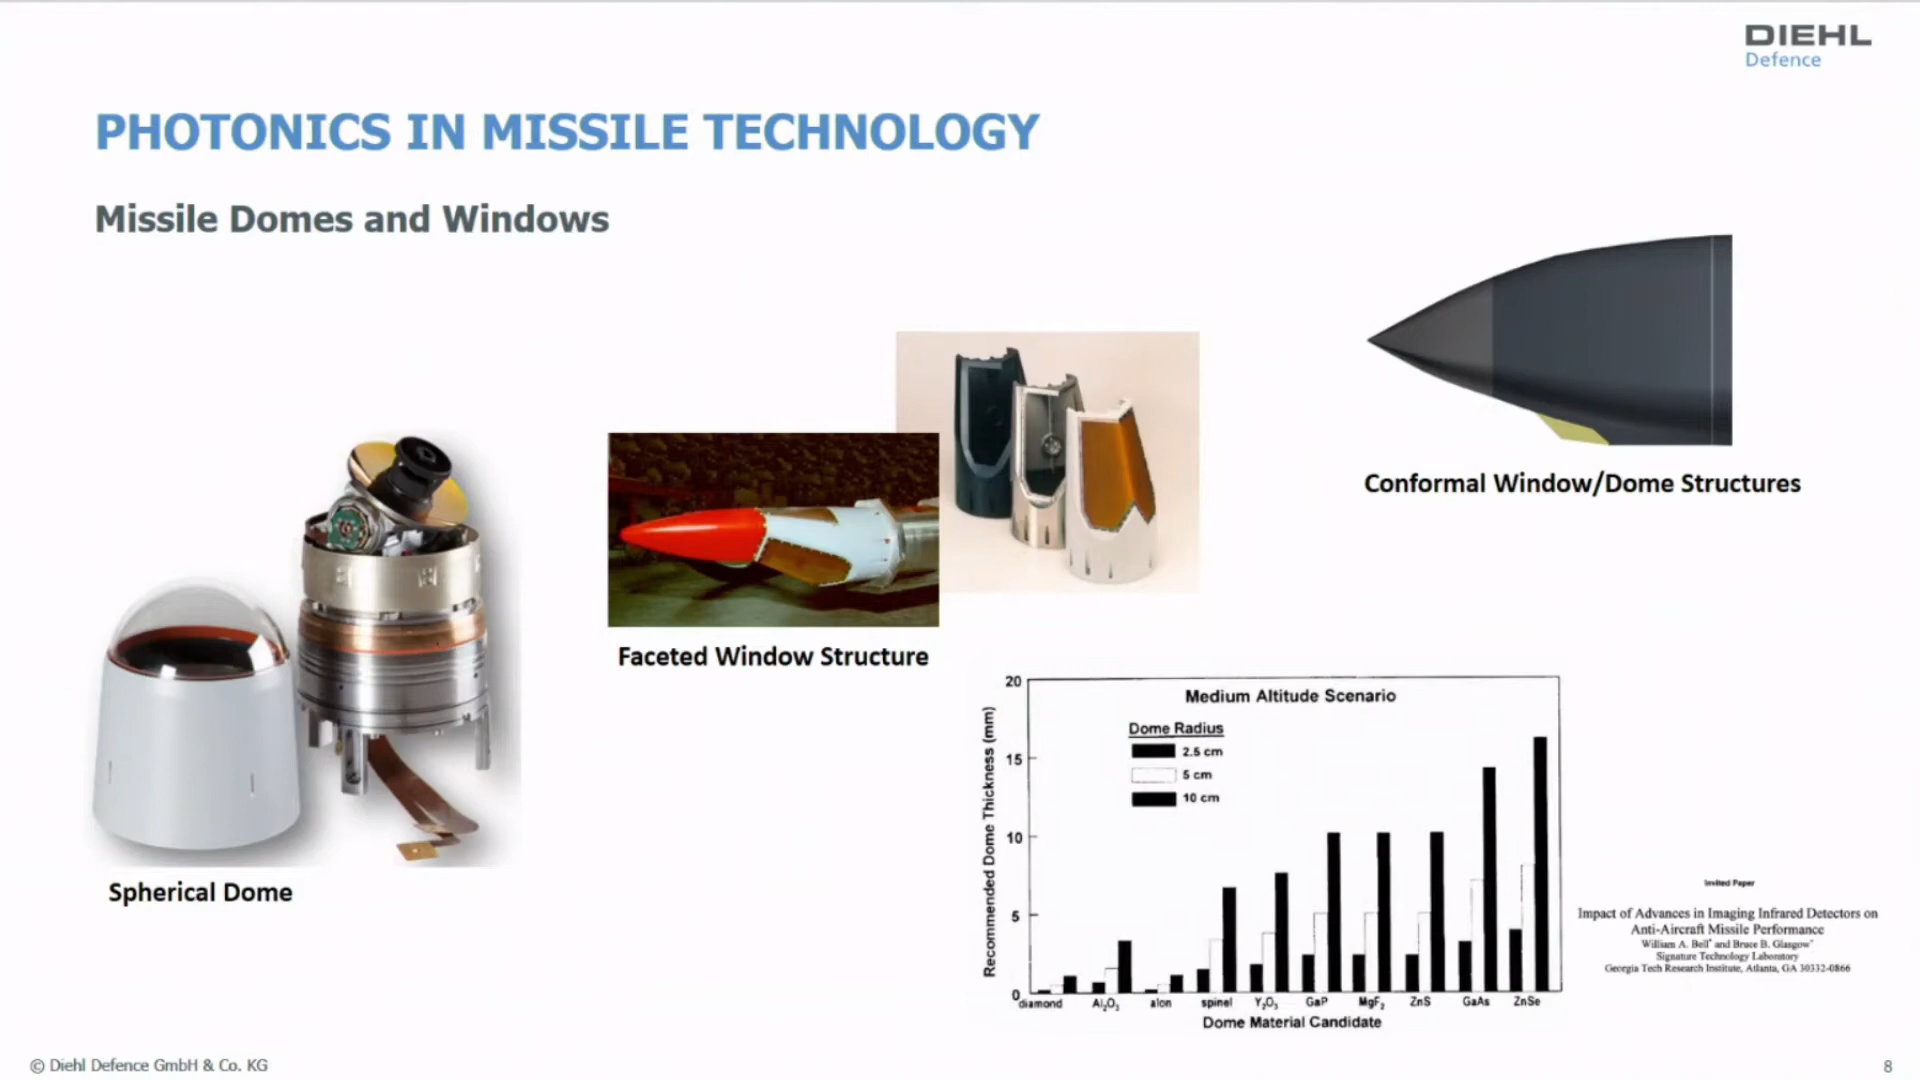 DIEHL
Defence
PHOTONICS IN MISSILE TECHNOLOGY
Missile Domes and Windows
Conformal Window/Dome Structures
Faceted Window Structure
Spherical Dome
Medium Altitude Scenario
Dome Radius
2.5 cm
5 cm
10 cm
Recommended Dome Thickness (mm)
20
15
10
5
0
diamond Al₂O₃ alon spinel Y₂O₃ GaP MgF₂ ZnS GaAs ZnSe
Dome Material Candidate
Invited Paper
Impact of Advances in Imaging Infrared Detectors on
Anti-Aircraft Missile Performance
William A. Bell* and Bruce B. Glasgow*
Signature Technology Laboratory
Georgia Tech Research Institute, Atlanta, GA 30332-0866
© Diehl Defence GmbH & Co. KG
8